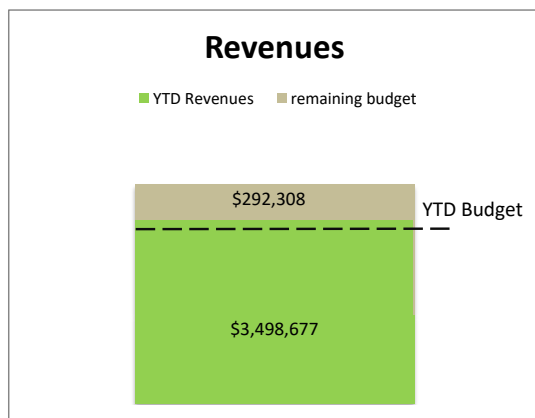 Revenues
YTD Revenues remaining budget
$292,308
YTD Budget
$3,498,677